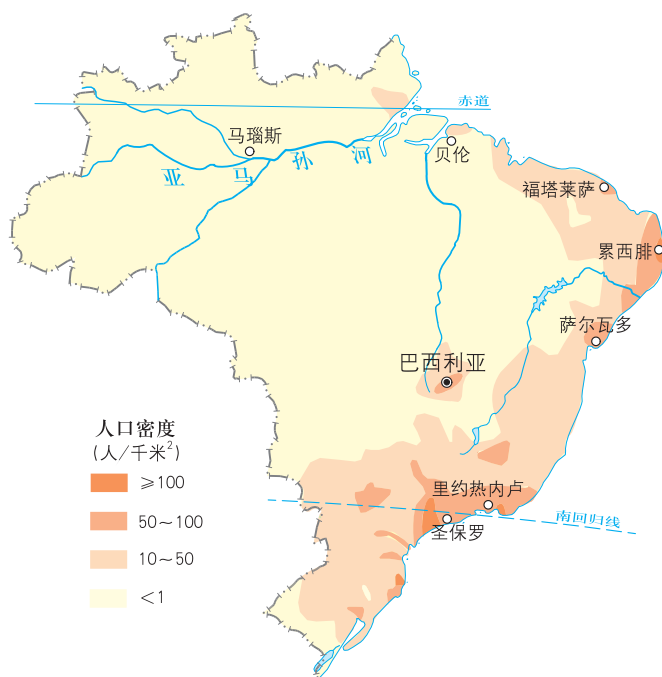 赤道
马瑙斯
亚马孙河
贝伦
福塔莱萨
累西腓
萨尔瓦多
巴西利亚
人口密度
(人/千米²)
≥100
50~100
10~50
<1
里约热内卢
南回归线
圣保罗